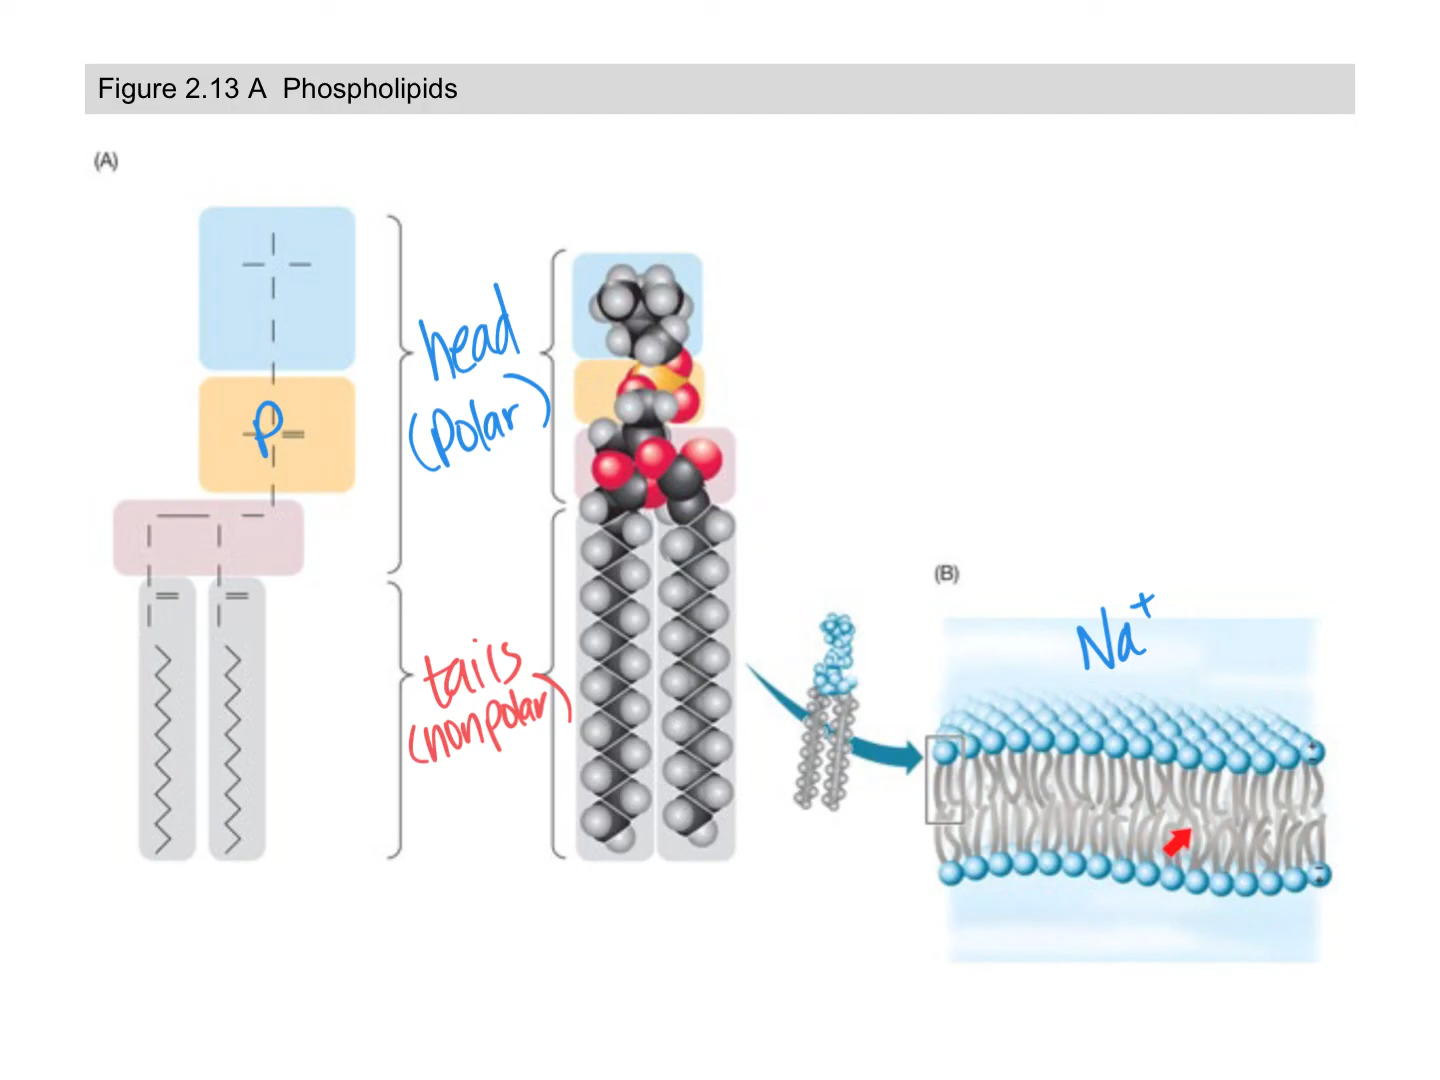 Figure 2.13 A Phospholipids
(A)
head
(polar)
P
tails
(nonpolar)
(B)
Na+